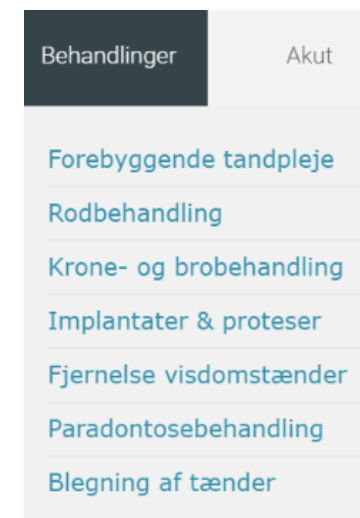 Behandlinger Akut
Forebyggende tandpleje
Rodbehandling
Krone- og brobehandling
Implantater & proteser
Fjernelse visdomstænder
Paradontosebehandling
Blegning af tænder